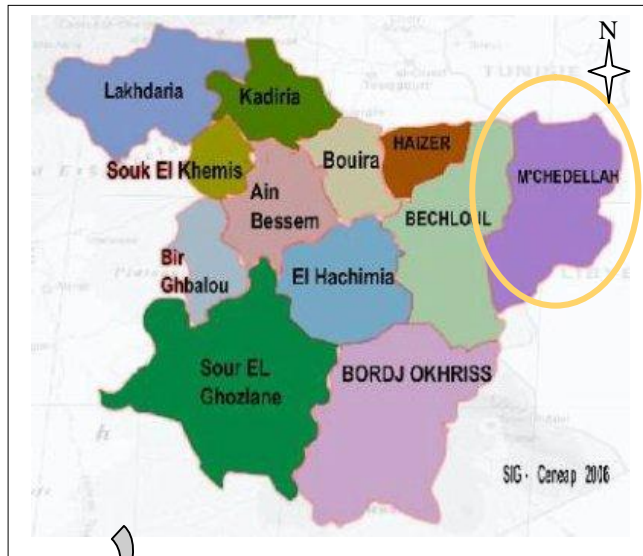 N
Lakhdaria
Kadiria
Souk El Khemis
Ain
Bessem
Bouira
HAIZER
M'CHEDELLAH
BECHLOUL
Bir
Ghbalou
El Hachimia
Sour EL
Ghozlane
BORDJ OKHRISS
SIG- Ceneap 2006